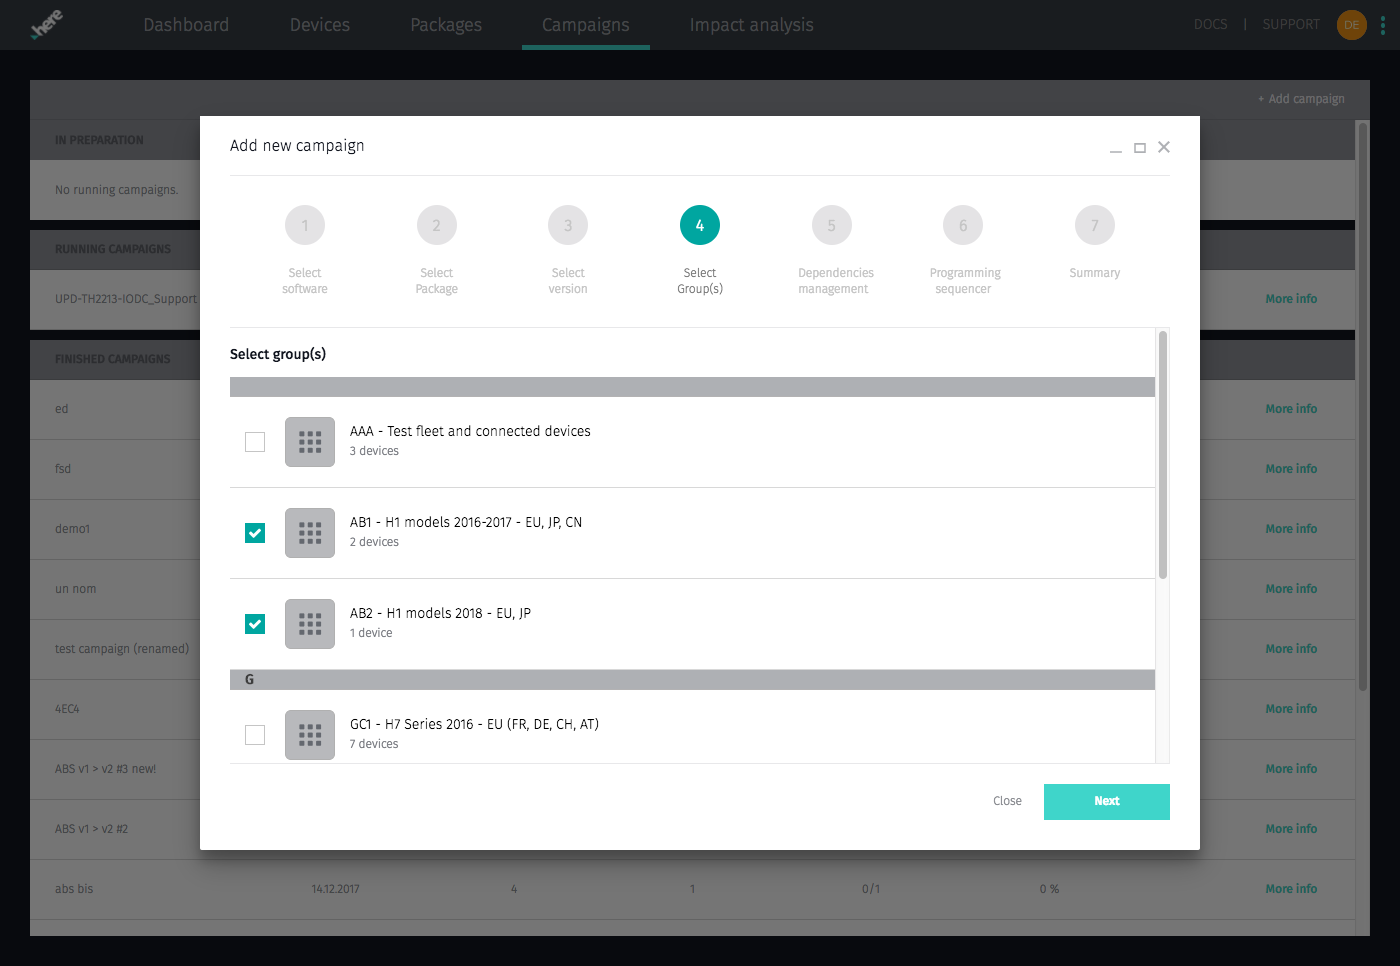 here
Dashboard
Devices
Packages
Campaigns
Impact analysis
DOCS | SUPPORT
DE
+ Add campaign
IN PREPARATION
No running campaigns.
RUNNING CAMPAIGNS
UPD-TH2213-IODC_Support
More info
FINISHED CAMPAIGNS
ed
More info
fsd
More info
demo1
More info
un nom
More info
test campaign (renamed)
More info
4EC4
More info
ABS v1 > v2 #3 new!
More info
ABS v1 > v2 #2
More info
abs bis 14.12.2017 4 1 0/1 0 % More info
Add new campaign
1
Select
software
2
Select
Package
3
Select
version
4
Select
Group(s)
5
Dependencies
management
6
Programming
sequencer
7
Summary
Select group(s)
AAA - Test fleet and connected devices
3 devices
AB1 - H1 models 2016-2017 - EU, JP, CN
2 devices
AB2 - H1 models 2018 - EU, JP
1 device
G
GC1 - H7 Series 2016 - EU (FR, DE, CH, AT)
7 devices
Close
Next